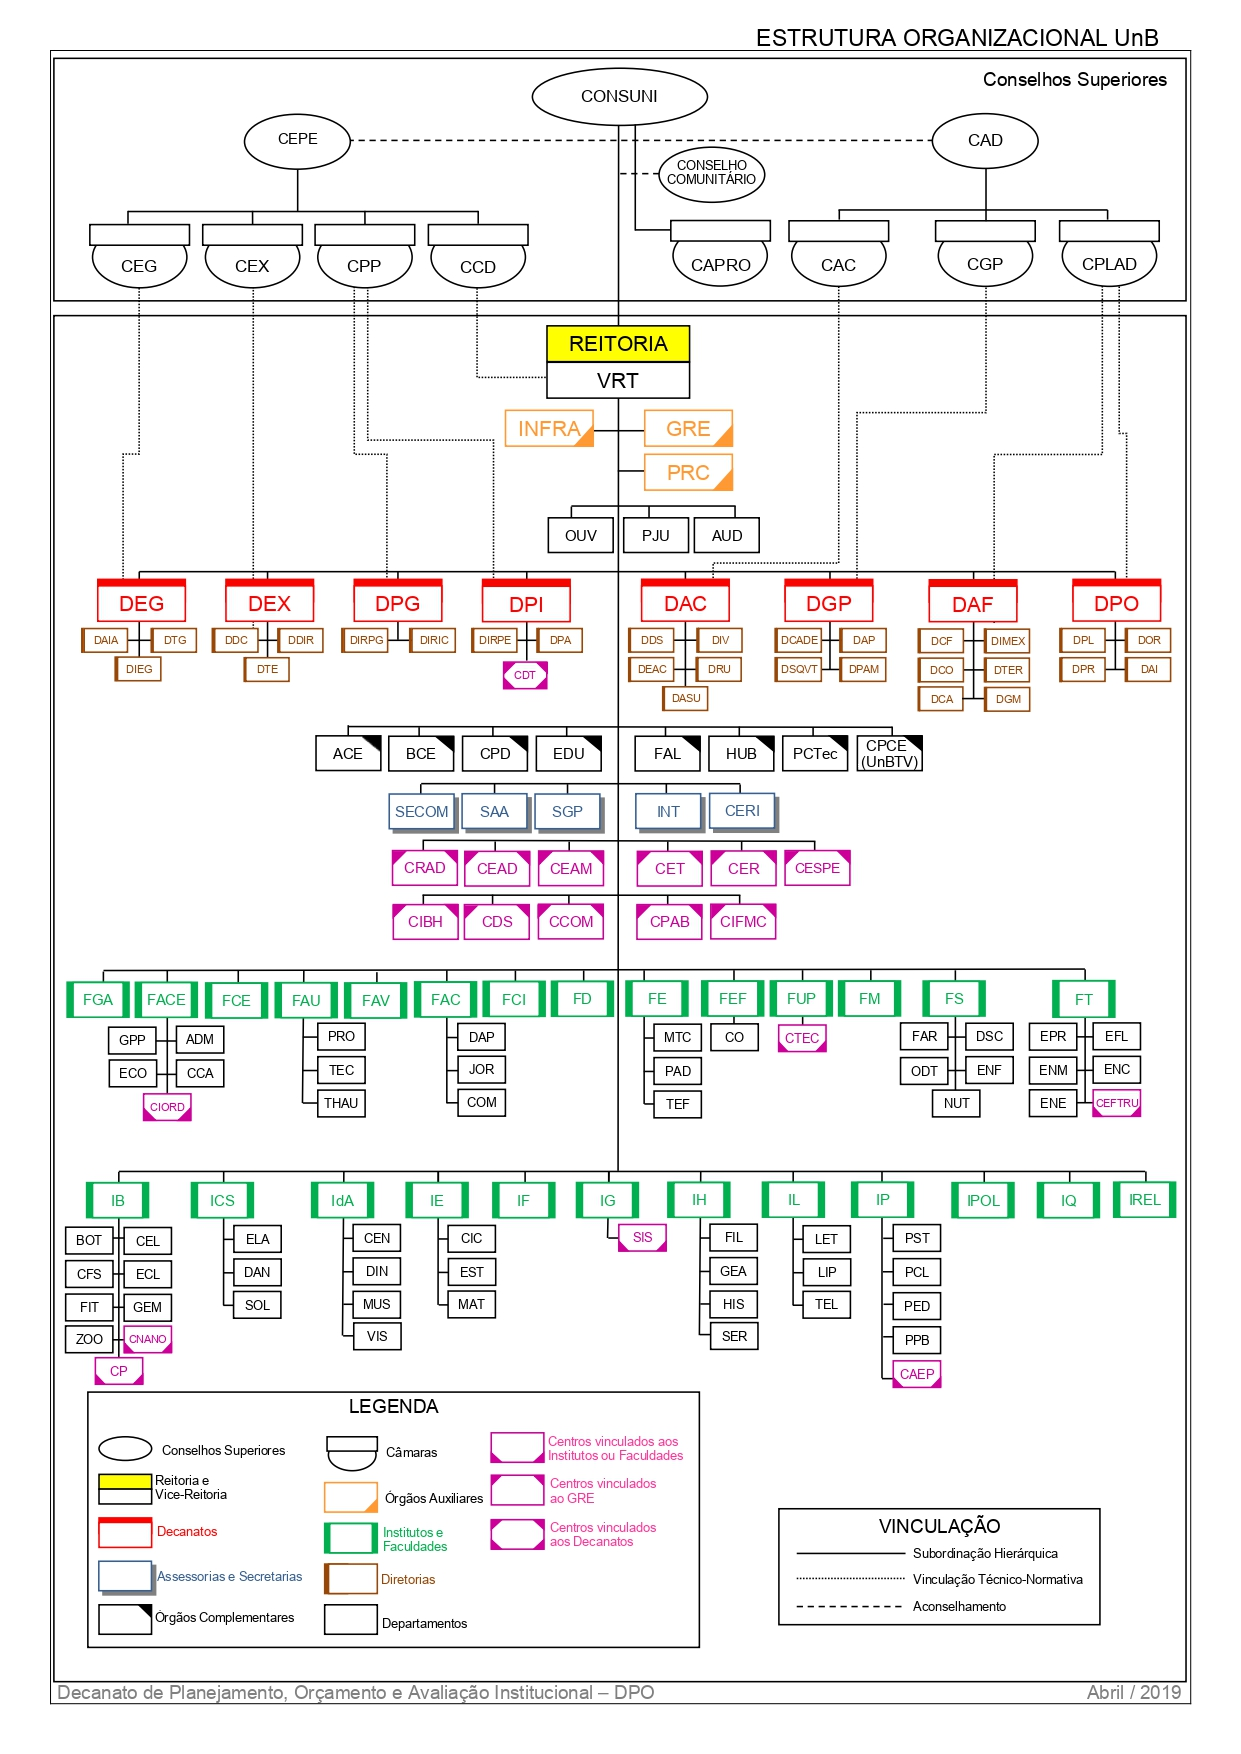 ESTRUTURA ORGANIZACIONAL UnB
Conselhos Superiores
CONSUNI
CEPE
CAD
CONSELHO
COMUNITÁRIO
CEG
CEX
CPP
CCD
CAPRO
CAC
CGP
CPLAD
REITORIA
VRT
INFRA
GRE
PRC
OUV
PJU
AUD
DEG
DEX
DPG
DPI
DAC
DGP
DAF
DPO
DAIA
DTG
DDC
DDIR
DIRPG
DIRIC
DIRPE
DPA
DDS
DIV
DCADE
DAP
DCF
DIMEX
DPL
DOR
DIEG
DTE
CDT
DEAC
DRU
DSQVT
DPAM
DCO
DTER
DPR
DAI
DASU
DCA
DGM
ACE
BCE
CPD
EDU
FAL
HUB
PCTec
CPCE
(UnBTV)
SECOM
SAA
SGP
INT
CERI
CRAD
CEAD
CEAM
CET
CER
CESPE
CIBH
CDS
CCOM
CPAB
CIFMC
FGA
FACE
FCE
FAU
FAV
FAC
FCI
FD
FE
FEF
FUP
FM
FS
FT
GPP
ADM
PRO
DAP
MTC
CO
CTEC
FAR
DSC
EPR
EFL
ECO
CCA
TEC
JOR
PAD
ODT
ENF
ENM
ENC
CIORD
THAU
COM
TEF
NUT
ENE
CEFTRU
IB
ICS
IdA
IE
IF
IG
IH
IL
IP
IPOL
IQ
IREL
BOT
CEL
ELA
CEN
CIC
SIS
FIL
LET
PST
CFS
ECL
DAN
DIN
EST
GEA
LIP
PCL
FIT
GEM
SOL
MUS
MAT
HIS
TEL
PED
ZOO
CNANO
VIS
SER
PPB
CP
CAEP
LEGENDA
Conselhos Superiores
Reitoria e
Vice-Reitoria
Decanatos
Assessorias e Secretarias
Órgãos Complementares
Câmaras
Órgãos Auxiliares
Institutos e
Faculdades
Diretorias
Departamentos
Centros vinculados aos
Institutos ou Faculdades
Centros vinculados
ao GRE
Centros vinculados
aos Decanatos
VINCULAÇÃO
Subordinação Hierárquica
Vinculação Técnico-Normativa
Aconselhamento
Decanato de Planejamento, Orçamento e Avaliação Institucional – DPO
Abril / 2019